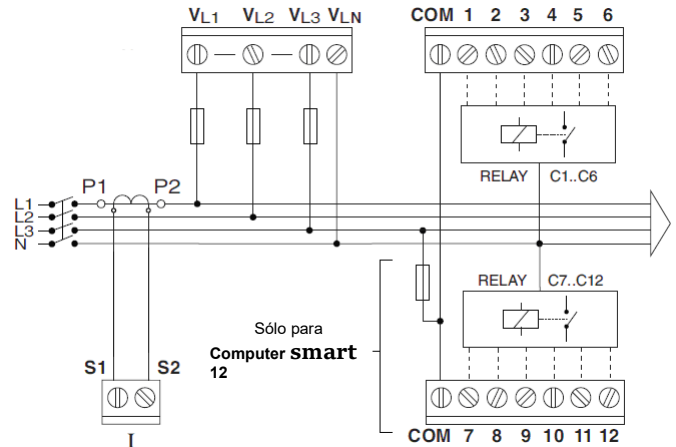 VL1 VL2 VL3 VLN
COM 1 2 3 4 5 6
RELAY C1..C6
P1 P2
L1
L2
L3
N
RELAY C7..C12
Sólo para
Computer smart
12
S1 S2
I
COM 7 8 9 10 11 12